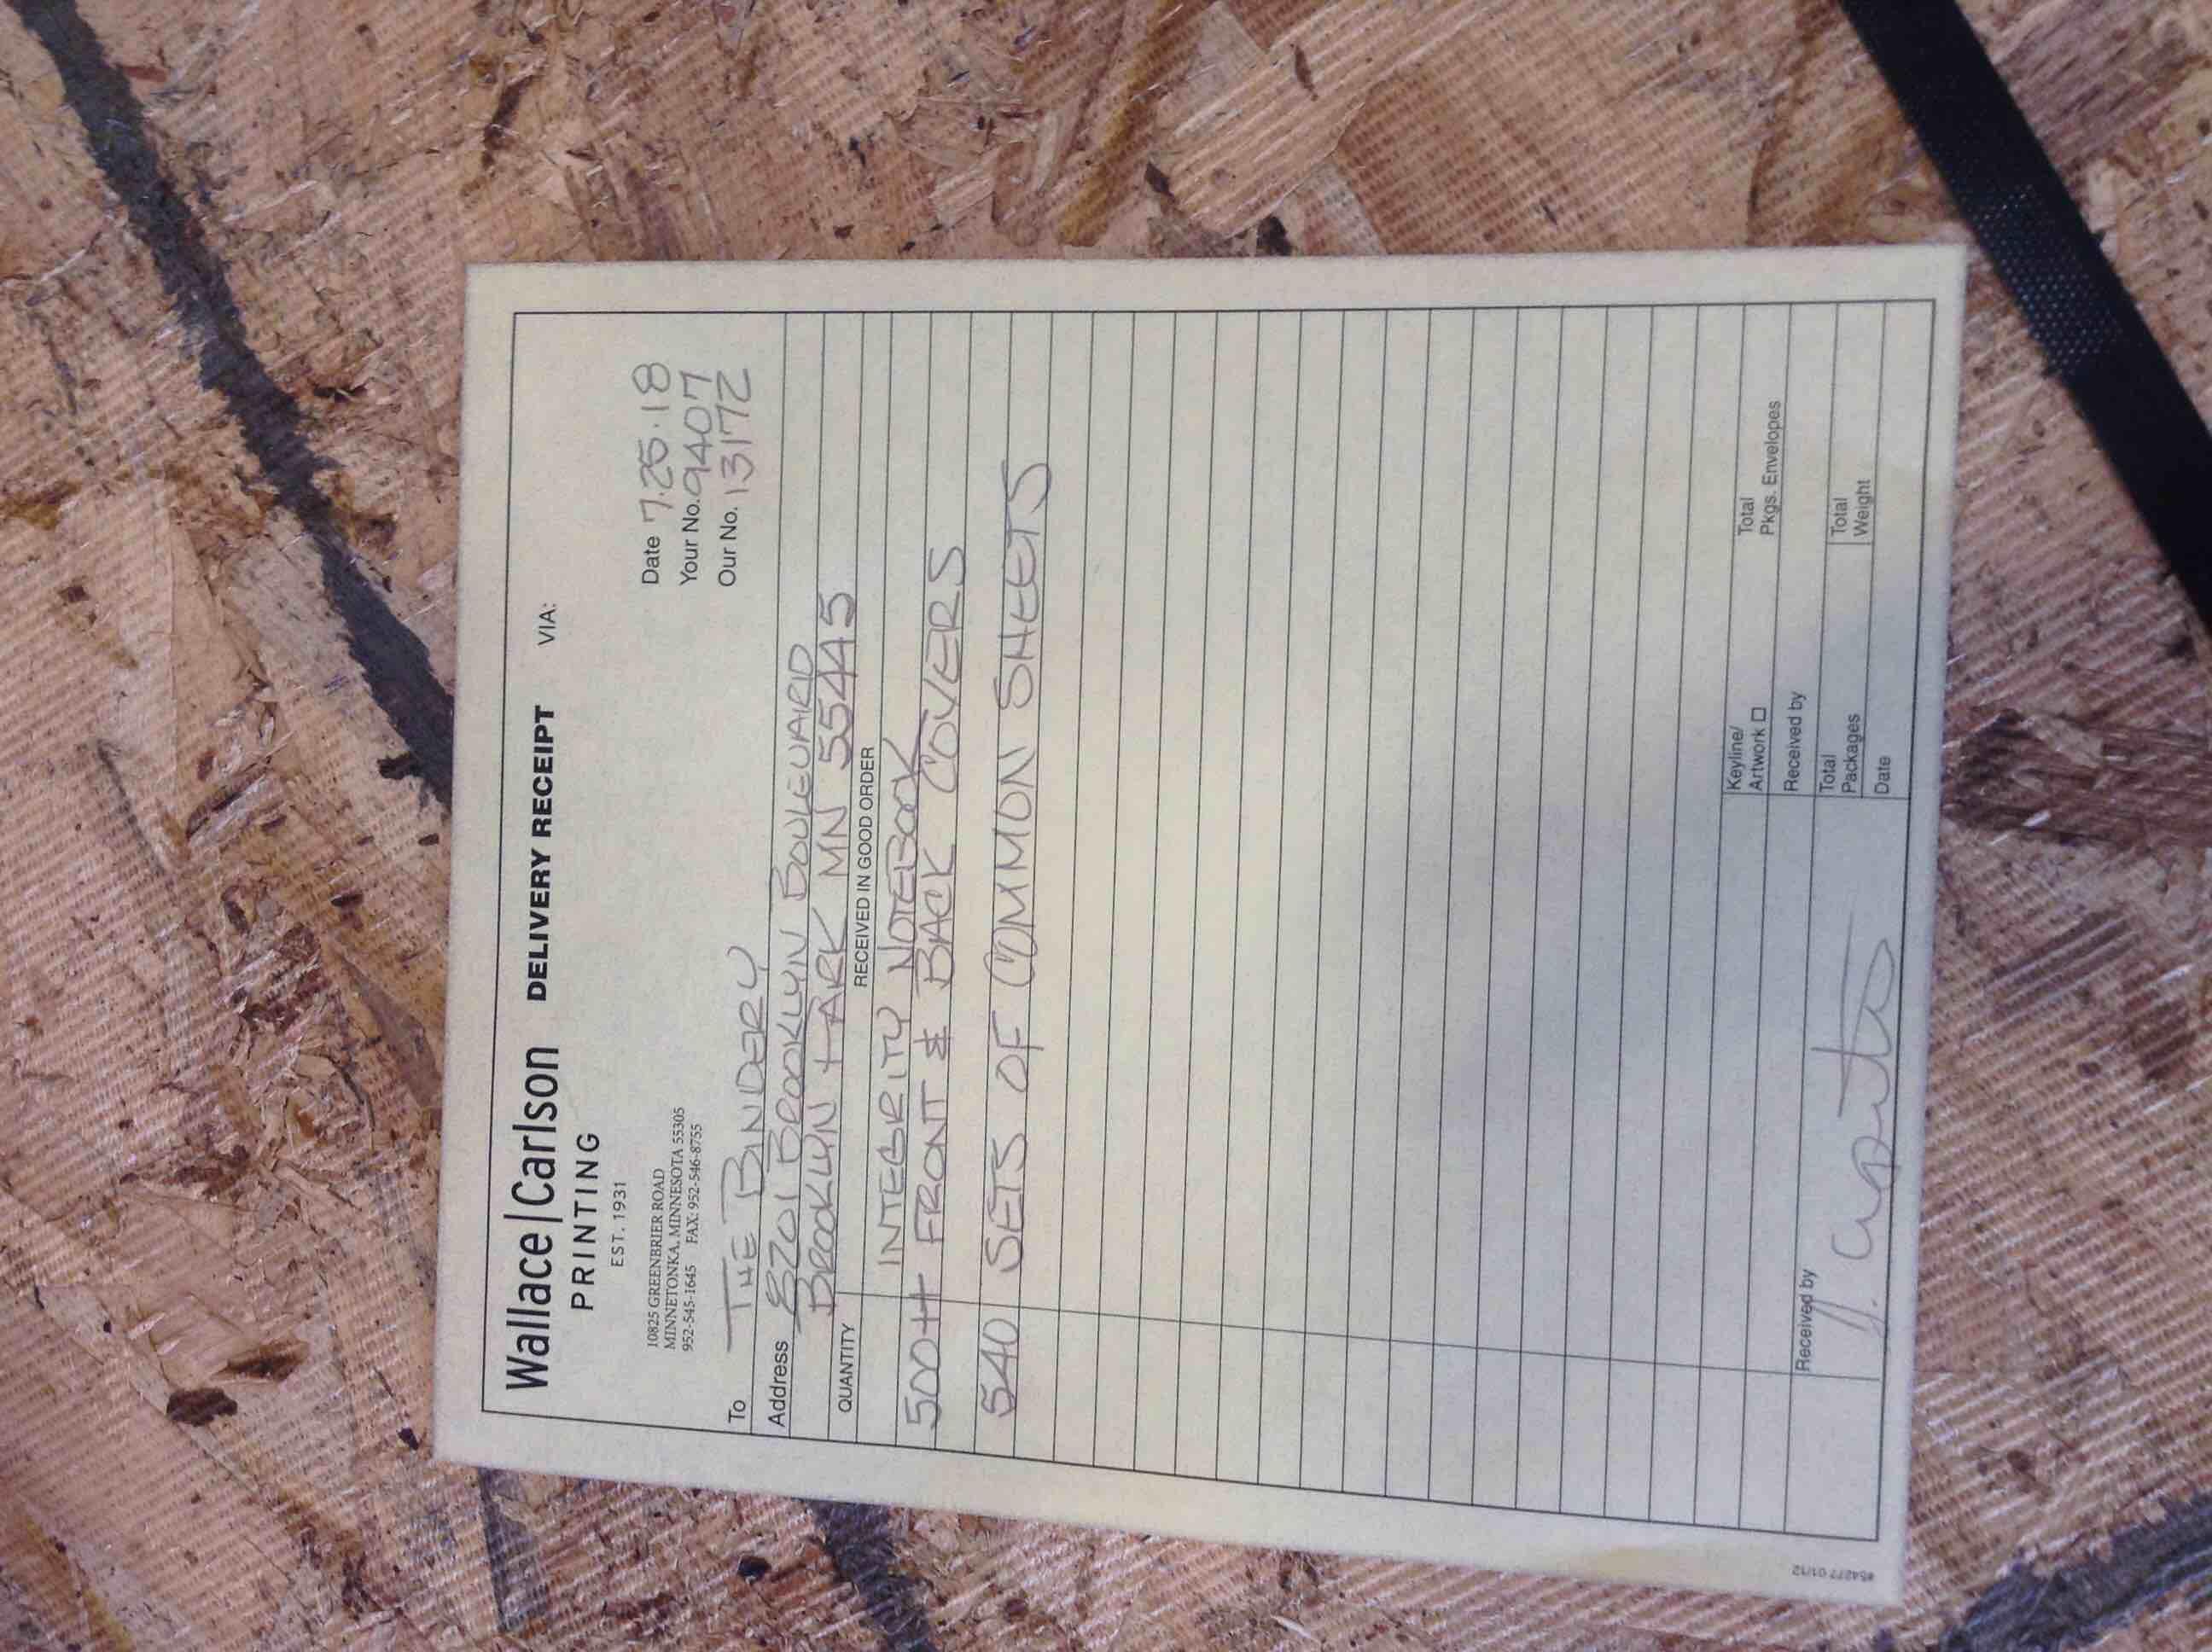 Wallace|Carlson DELIVERY RECEIPT VIA:
PRINTING
EST. 1931
10825 GREENBRIER ROAD
MINNETONKA, MINNESOTA 55305
952-545-1645 FAX: 952-546-8755
Date 7.25.18
Your No. 9407
Our No. 13172
To THE BINDERY
Address 8701 BROOKLYN BOULEVARD
BROOKLYN PARK MN 55445
QUANTITY RECEIVED IN GOOD ORDER
INTEGRITY NOTEBOOK
500++ FRONT & BACK COVERS
540 SETS OF COMMON SHEETS
Keyline/
Artwork
Total
Pkgs. Envelopes
Received by
Received by
Total
Packages
Total
Weight
Date
#54277 01/12